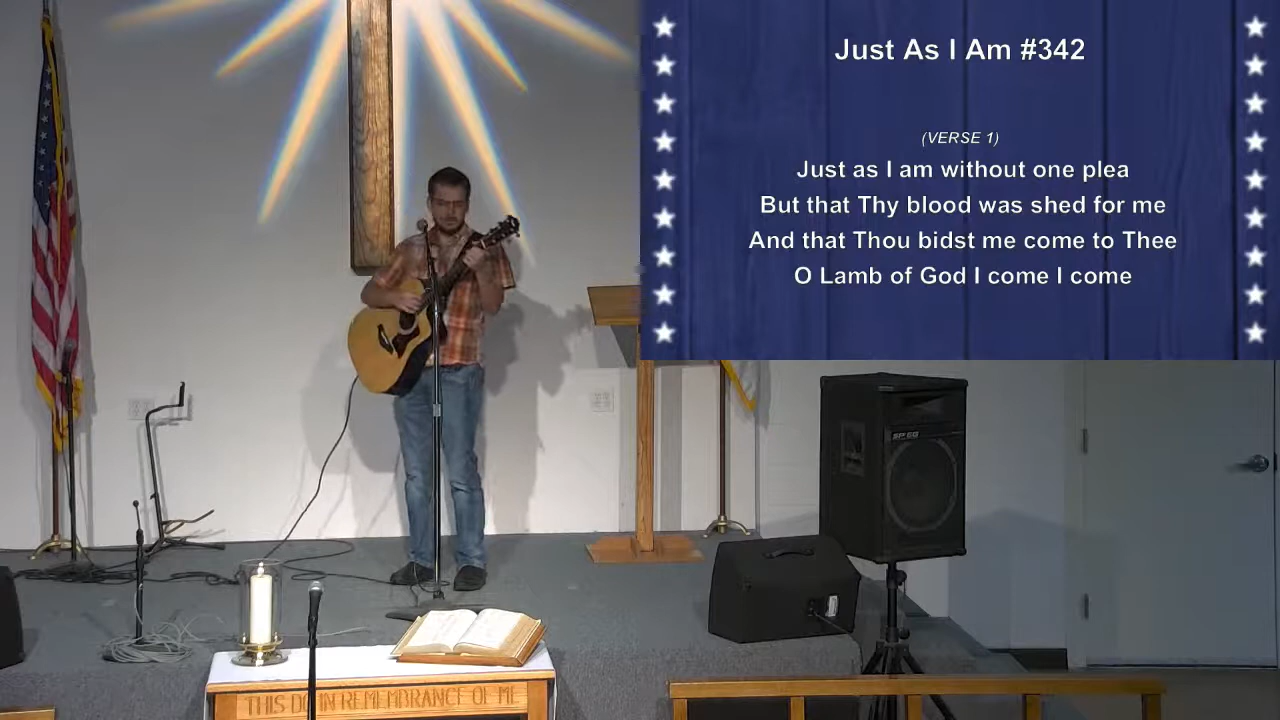 Just As I Am #342
(VERSE 1)
Just as I am without one plea
But that Thy blood was shed for me
And that Thou bidst me come to Thee
O Lamb of God I come I come
THIS DO IN REMEMBRANCE OF ME